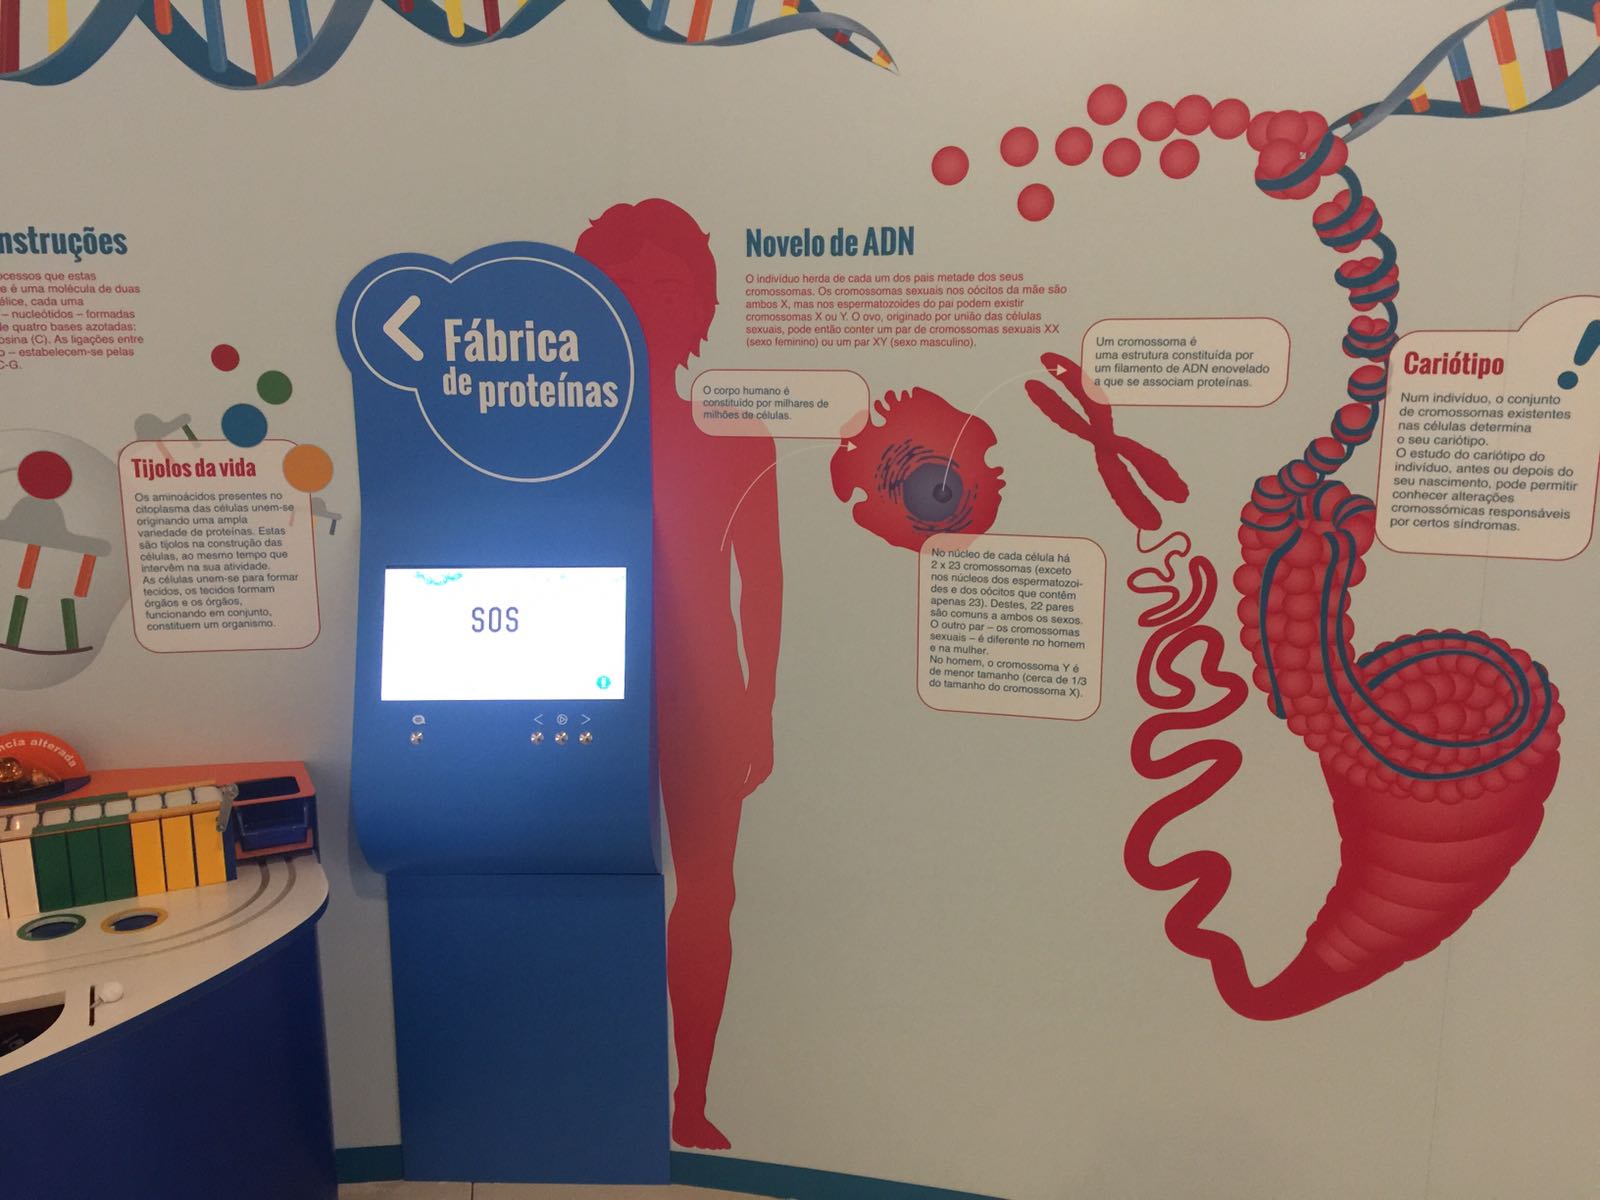 nstruções
ocessos que estas
e é uma molécula de duas
élice, cada uma
– nucleótidos – formadas
de quatro bases azotadas:
osina (C). As ligações entre
o – estabelecem-se pelas
C-G.
Tijolos da vida
Os aminoácidos presentes no
citoplasma das células unem-se
originando uma ampla
variedade de proteínas. Estas
são tijolos na construção das
células, ao mesmo tempo que
intervêm na sua atividade.
As células unem-se para formar
tecidos, os tecidos formam
órgãos e os órgãos,
funcionando em conjunto,
constituem um organismo.
ncia alterada
Fábrica
de proteínas
SOS
Novelo de ADN
O indivíduo herda de cada um dos pais metade dos seus
cromossomas. Os cromossomas sexuais nos oócitos da mãe são
ambos X, mas nos espermatozoides do pai podem existir
cromossomas X ou Y. O ovo, originado por união das células
sexuais, pode então conter um par de cromossomas sexuais XX
(sexo feminino) ou um par XY (sexo masculino).
O corpo humano é
constituído por milhares de
milhões de células.
Um cromossoma é
uma estrutura constituída por
um filamento de ADN enovelado
a que se associam proteínas.
No núcleo de cada célula há
2 x 23 cromossomas (exceto
nos núcleos dos espermatozoi-
des e dos oócitos que contêm
apenas 23). Destes, 22 pares
são comuns a ambos os sexos.
O outro par – os cromossomas
sexuais – é diferente no homem
e na mulher.
No homem, o cromossoma Y é
de menor tamanho (cerca de 1/3
do tamanho do cromossoma X).
Cariótipo
!
Num indivíduo, o conjunto
de cromossomas existentes
nas células determina
o seu cariótipo.
O estudo do cariótipo do
indivíduo, antes ou depois do
seu nascimento, pode permitir
conhecer alterações
cromossómicas responsáveis
por certos síndromas.